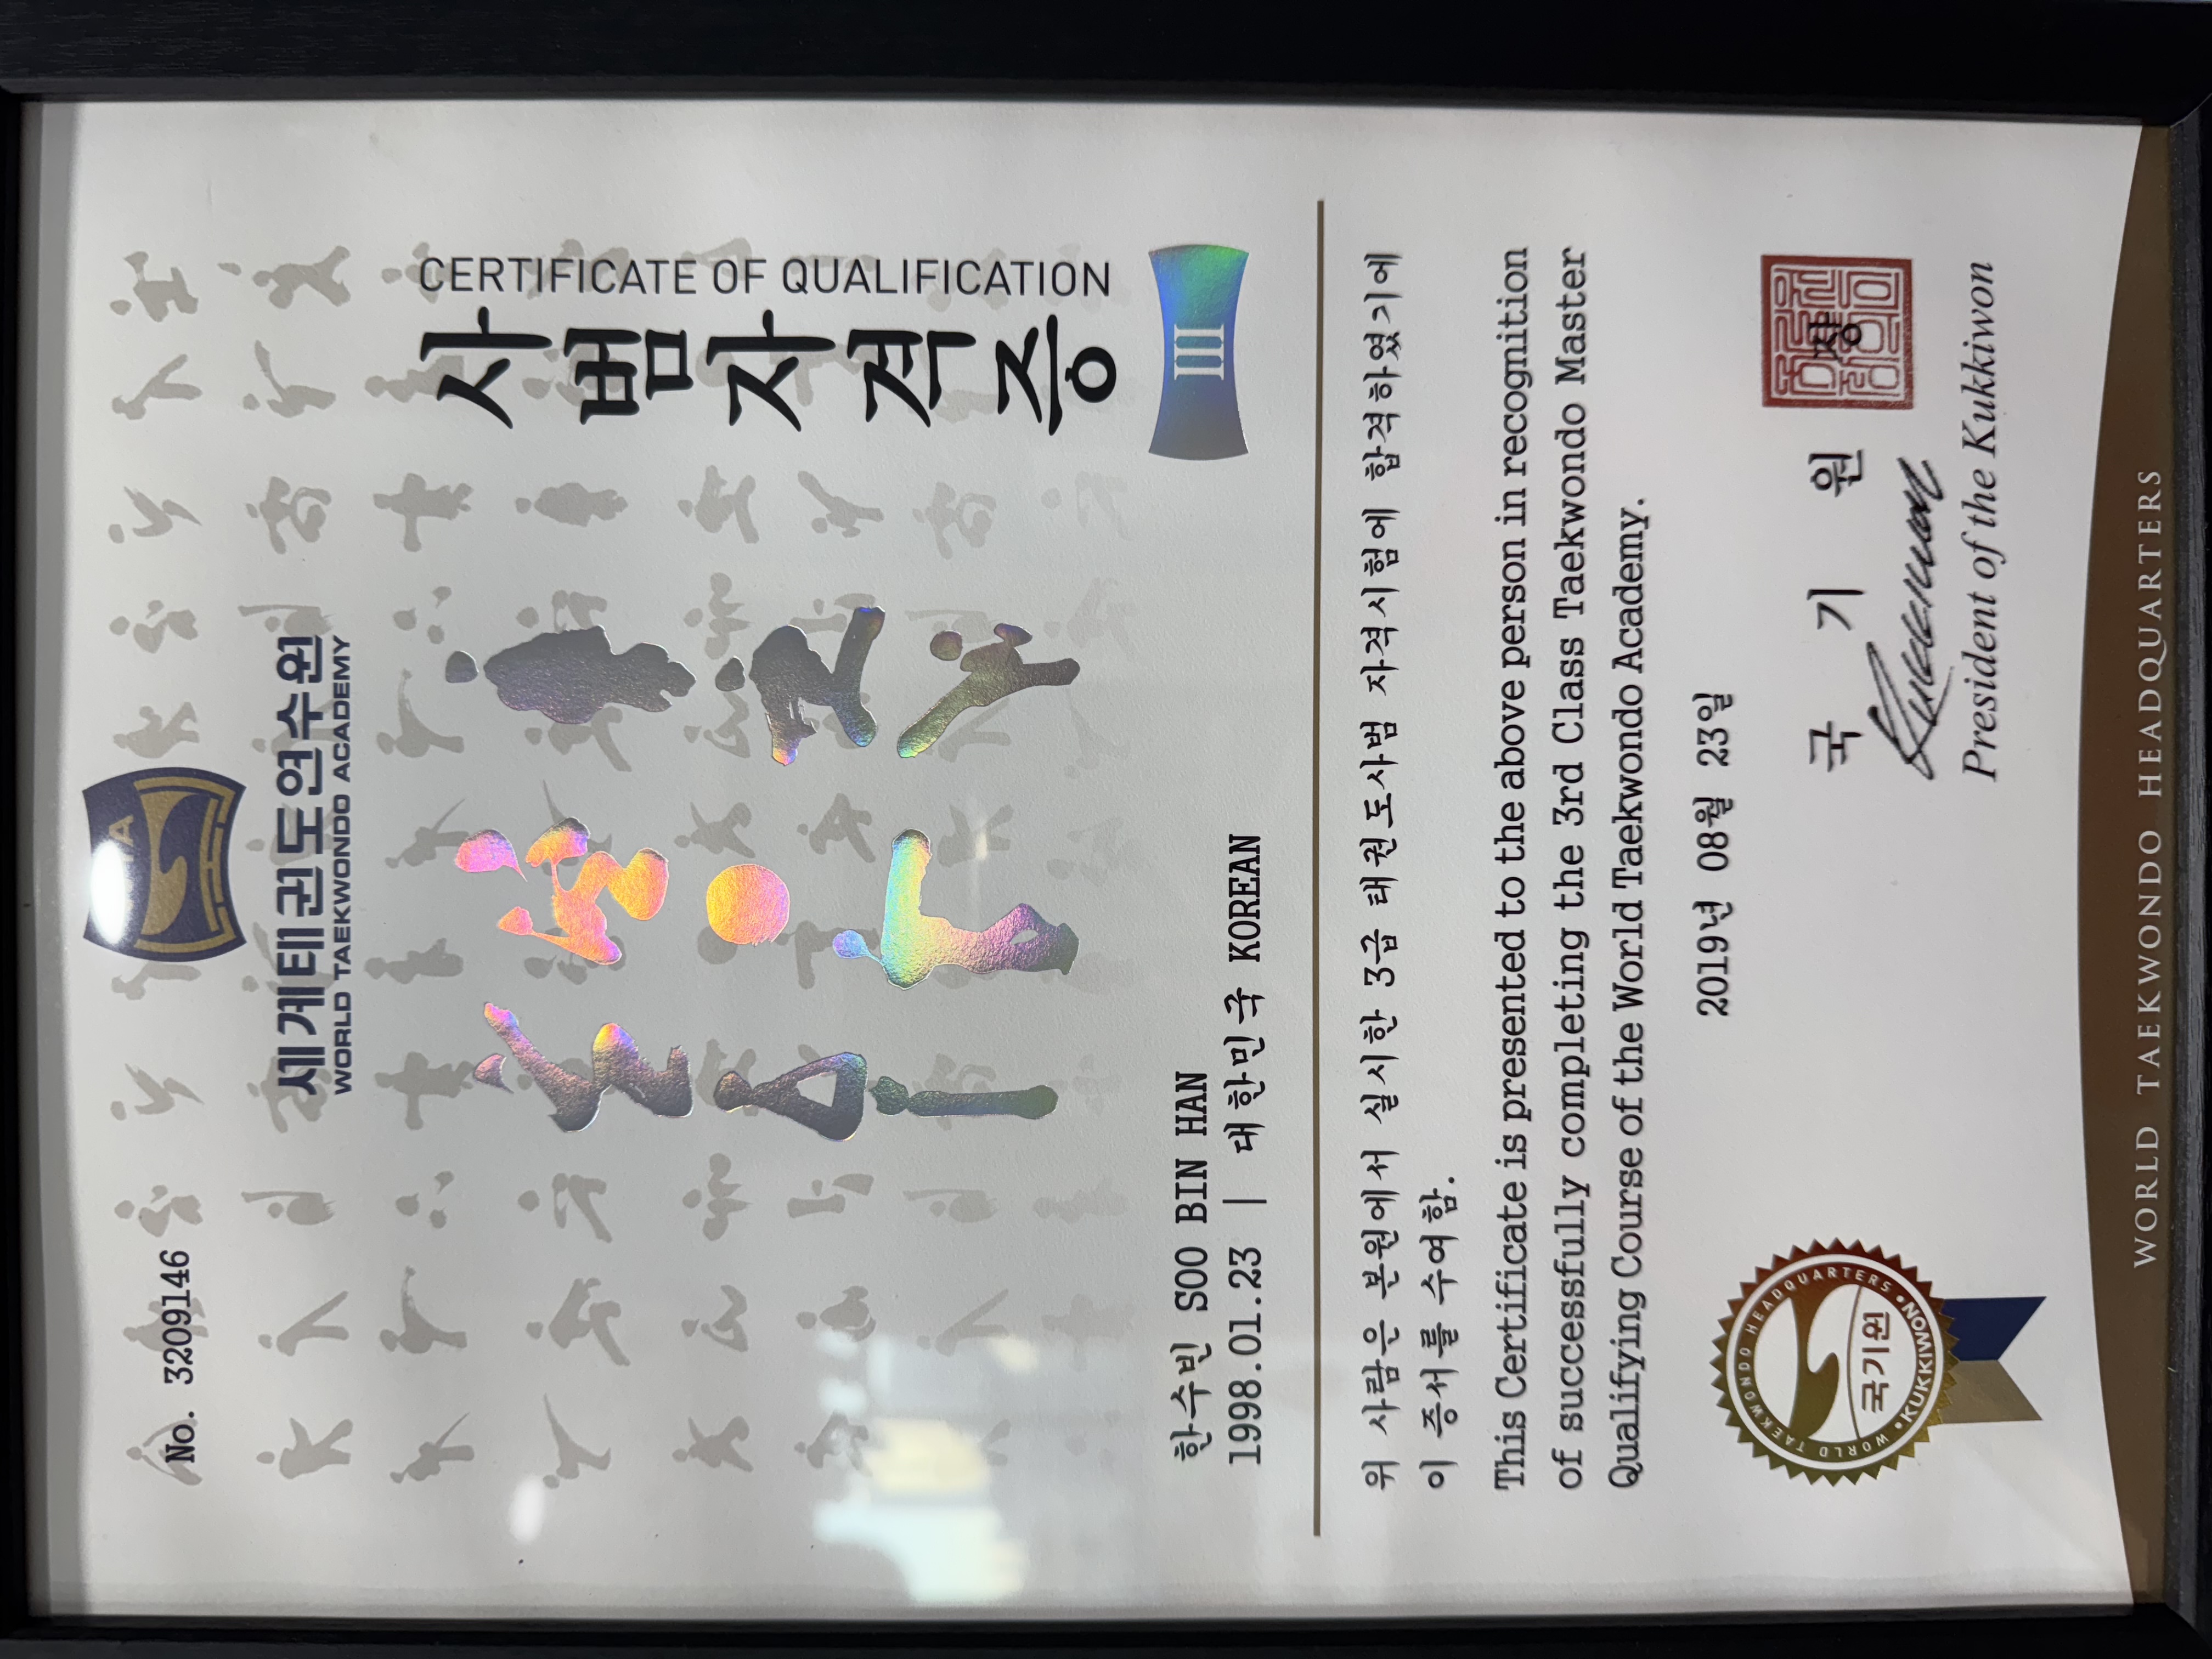 No. 3209146
세계태권도연수원
WORLD TAEKWONDO ACADEMY
사범자격증
CERTIFICATE OF QUALIFICATION
III
한수빈 SOO BIN HAN
1998.01.23 | 대한민국 KOREAN
위 사람은 본원에서 실시한 3급 태권도사범 자격시험에 합격하였기에
이 증서를 수여함.
This Certificate is presented to the above person in recognition
of successfully completing the 3rd Class Taekwondo Master
Qualifying Course of the World Taekwondo Academy.
2019년 08월 23일
국 기 원 장
President of the Kukkiwon
WORLD TAEKWONDO HEADQUARTERS
국기원
KUKKIWON
WORLD TAEKWONDO HEADQUARTERS